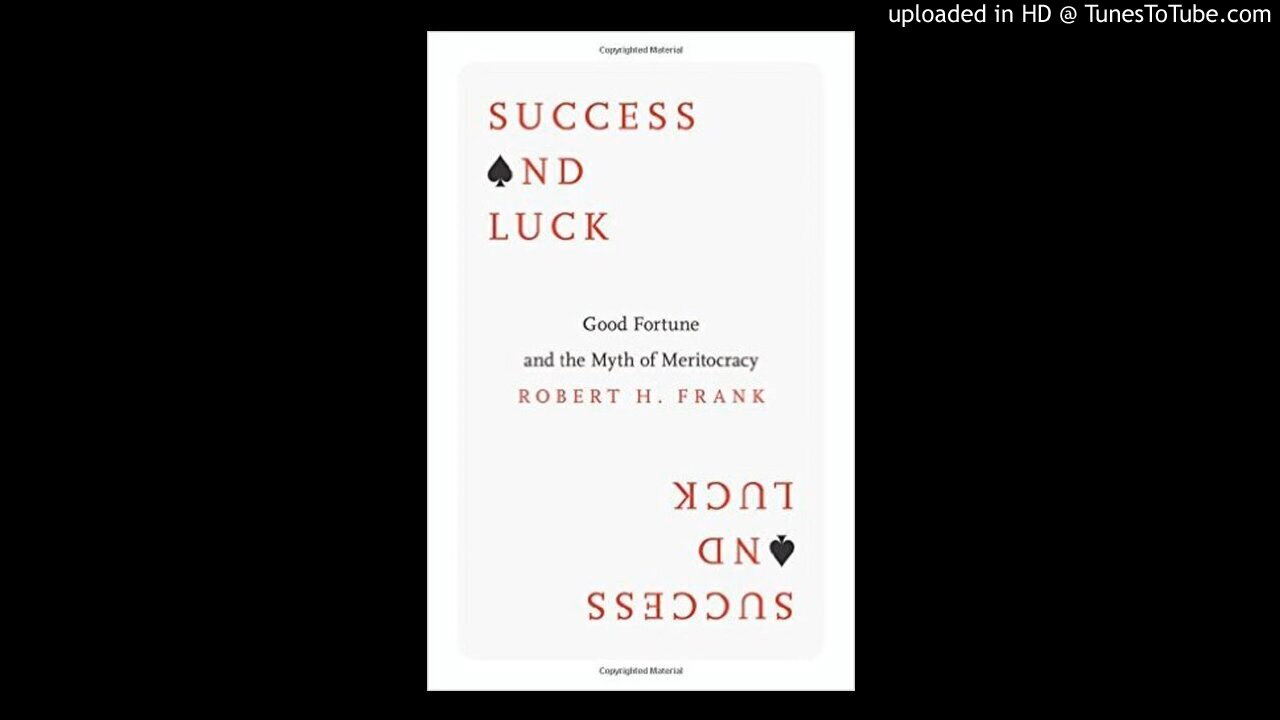 uploaded in HD @ TunesToTube.com
Copyrighted Material
SUCCESS
♠ND
LUCK
Good Fortune
and the Myth of Meritocracy
ROBERT H. FRANK
LUCK
♠ND
SUCCESS
Copyrighted Material